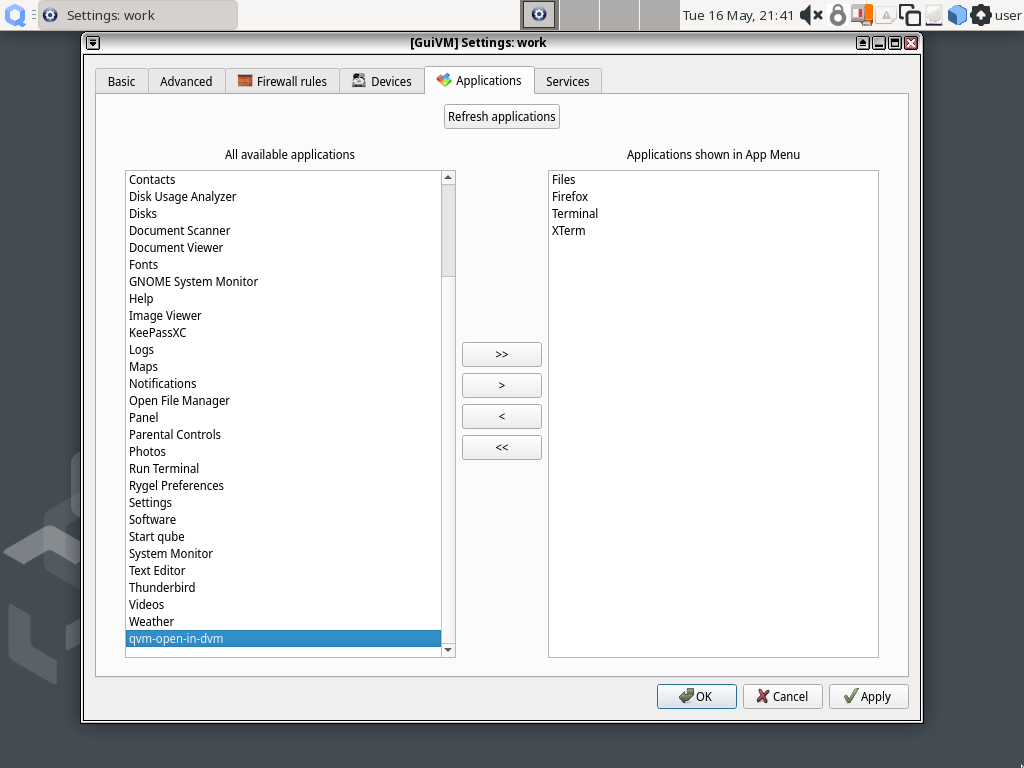 Settings: work
Tue 16 May, 21:41
user
[GuiVM] Settings: work
Basic
Advanced
Firewall rules
Devices
Applications
Services
Refresh applications
All available applications
Contacts
Disk Usage Analyzer
Disks
Document Scanner
Document Viewer
Fonts
GNOME System Monitor
Help
Image Viewer
KeePassXC
Logs
Maps
Notifications
Open File Manager
Panel
Parental Controls
Photos
Run Terminal
Rygel Preferences
Settings
Software
Start qube
System Monitor
Text Editor
Thunderbird
Videos
Weather
qvm-open-in-dvm
>>
>
<
<<
Applications shown in App Menu
Files
Firefox
Terminal
XTerm
OK
Cancel
Apply